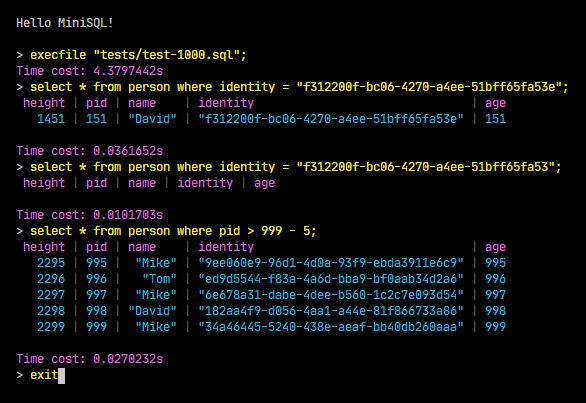 Hello MiniSQL!
> execfile "tests/test-1000.sql";
Time cost: 4.3797442s
> select * from person where identity = "f312200f-bc06-4270-a4ee-51bff65fa53e";
height | pid | name | identity | age
1451 | 151 | "David" | "f312200f-bc06-4270-a4ee-51bff65fa53e" | 151
Time cost: 0.0361652s
> select * from person where identity = "f312200f-bc06-4270-a4ee-51bff65fa53";
height | pid | name | identity | age
Time cost: 0.0101703s
> select * from person where pid > 999 - 5;
height | pid | name | identity | age
2295 | 995 | "Mike" | "9ee060e9-96d1-4d0a-93f9-ebda3911e6c9" | 995
2296 | 996 | "Tom" | "ed9d5544-f83a-4a6d-bba9-bf0aab34d2a6" | 996
2297 | 997 | "Mike" | "6e678a31-dabe-4dee-b560-1c2c7e093d54" | 997
2298 | 998 | "David" | "182aa4f9-d056-4aa1-a44e-81f866733a86" | 998
2299 | 999 | "Mike" | "34a46445-5240-438e-aeaf-bb40db260aaa" | 999
Time cost: 0.0270232s
> exit